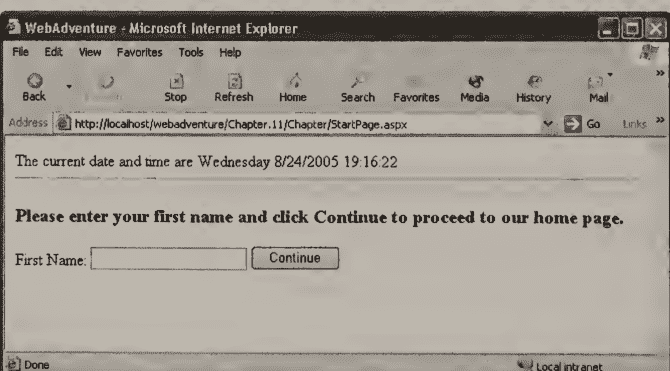 WebAdventure - Microsoft Internet Explorer
File Edit View Favorites Tools Help
Back Stop Refresh Home Search Favorites Media History Mail »
Address http://localhost/webadventure/Chapter.11/Chapter/StartPage.aspx Go Links »
The current date and time are Wednesday 8/24/2005 19:16:22
Please enter your first name and click Continue to proceed to our home page.
First Name: Continue
Done Local intranet